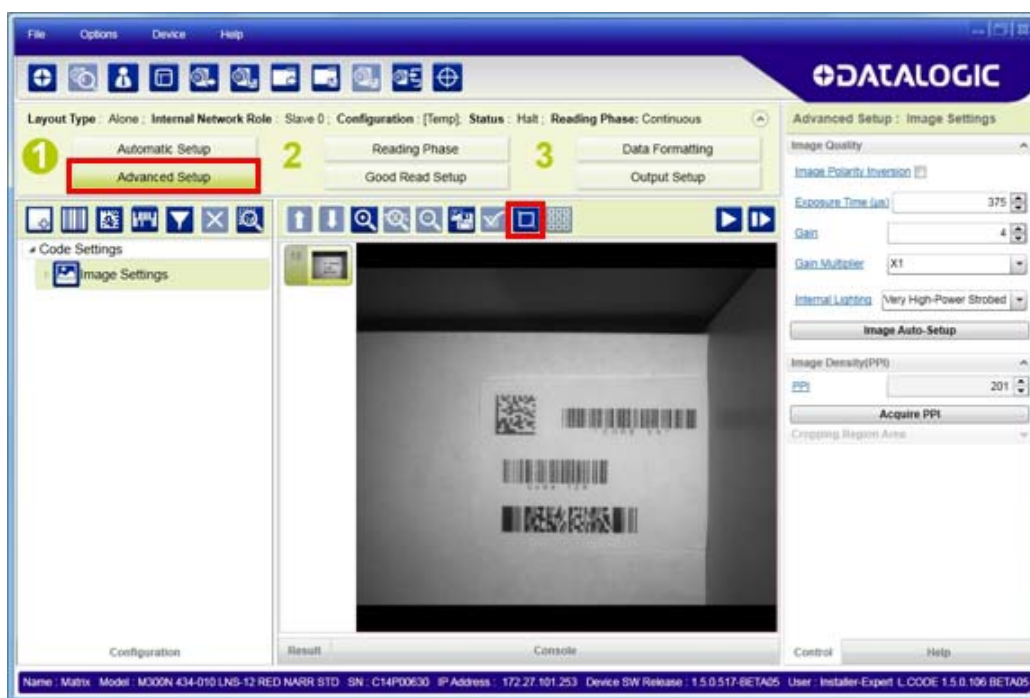 File Options Device Help
DATALOGIC
Layout Type : Alone ; Internal Network Role : Slave 0 ; Configuration : [Temp]; Status : Halt ; Reading Phase: Continuous
1 Automatic Setup
Advanced Setup
2 Reading Phase
Good Read Setup
3 Data Formatting
Output Setup
Code Settings
Image Settings
Configuration
Result Console
Advanced Setup : Image Settings
Image Quality
Image Polarity Inversion
Exposure Time (µs) 375
Gain 4
Gain Multiplier X1
Internal Lighting Very High-Power Strobed
Image Auto-Setup
Image Density(PPI)
PPI 201
Acquire PPI
Cropping Region Area
Control Help
Name : Matrix Model : M300N 434-010 LNS-12 RED NARR STD SN : C14P00630 IP Address : 172.27.101.253 Device SW Release : 1.5.0.517-BETA05 User : Installer-Expert L.CODE 1.5.0.106 BETA05